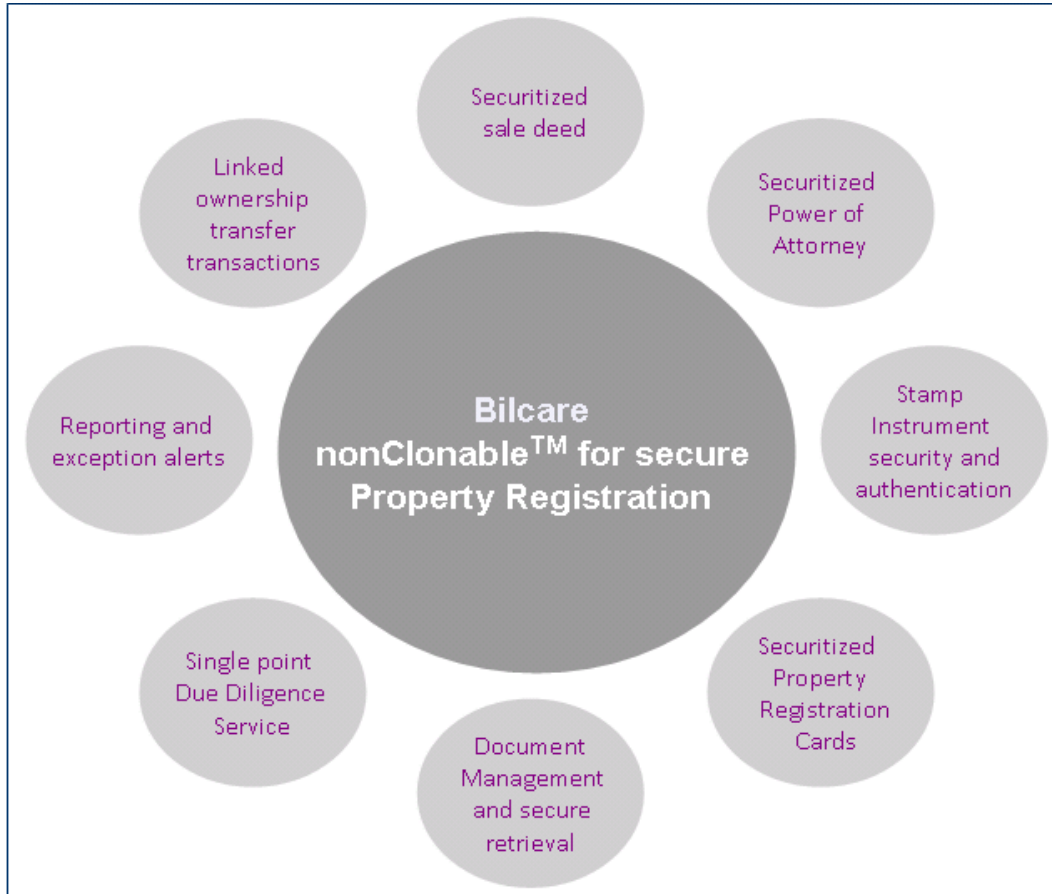 Securitized
sale deed
Linked
ownership
transfer
transactions
Securitized
Power of
Attorney
Bilcare
nonClonable™ for secure
Property Registration
Reporting and
exception alerts
Stamp
Instrument
security and
authentication
Single point
Due Diligence
Service
Securitized
Property
Registration
Cards
Document
Management
and secure
retrieval